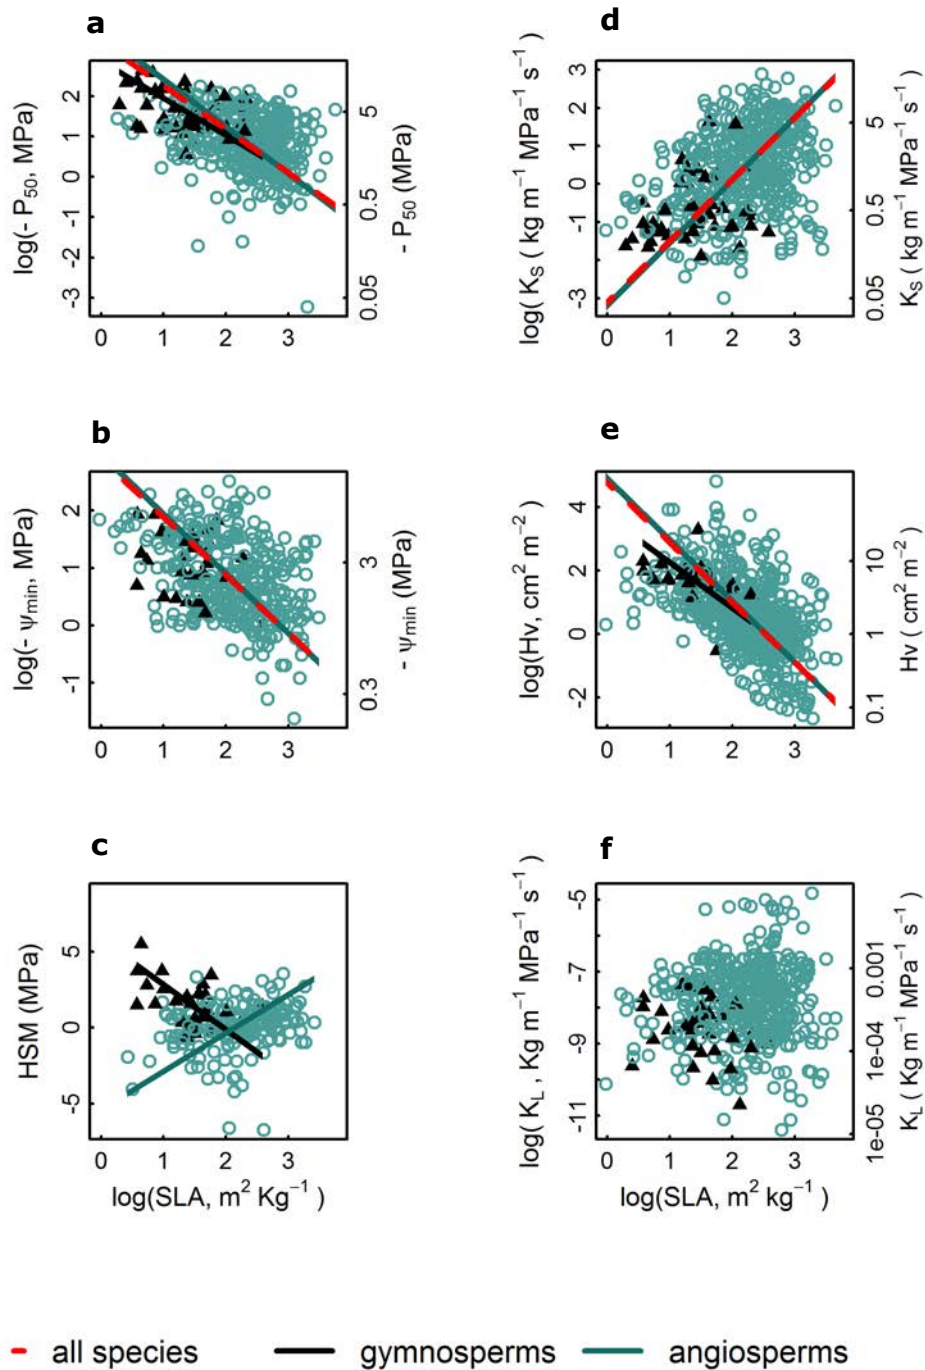 a
log(- P50, MPa)
2
1
0
-1
-3
5
0.5
0.05
- P50 (MPa)
0 1 2 3
d
log( KS ( kg m−1 MPa−1 s−1 )
3
2
1
0
-1
-3
5
0.5
0.05
KS ( kg m−1 MPa−1 s−1 )
0 1 2 3
b
log(- ψmin, MPa)
2
1
0
-1
3
0.3
- ψmin (MPa)
0 1 2 3
e
log(Hv, cm2 m−2)
4
2
0
-2
10
1
0.1
Hv ( cm2 m−2)
0 1 2 3
c
HSM (MPa)
5
0
-5
0 1 2 3
log(SLA, m2 Kg−1 )
f
log( KL , Kg m−1 MPa−1 s−1 )
-5
-7
-9
-11
0.001
1e-04
1e-05
KL ( Kg m−1 MPa−1 s−1 )
0 1 2 3
log(SLA, m2 kg−1 )
all species gymnosperms angiosperms